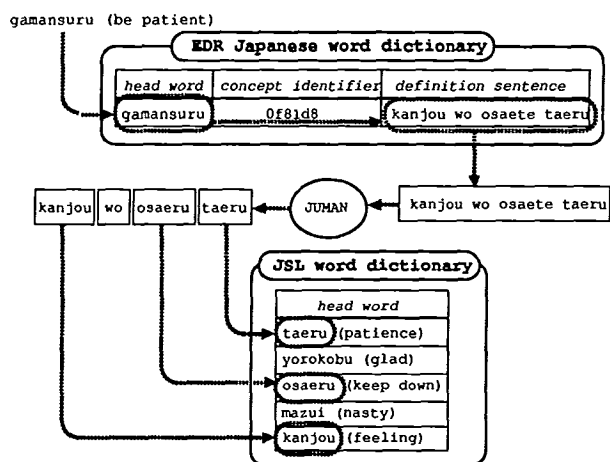 gamansuru (be patient)
EDR Japanese word dictionary
head word concept identifier definition sentence
gamansuru 0f81d8 kanjou wo osaete taeru
kanjou wo osaeru taeru JUMAN kanjou wo osaete taeru
JSL word dictionary
head word
taeru (patience)
yorokobu (glad)
osaeru (keep down)
mazui (nasty)
kanjou (feeling)